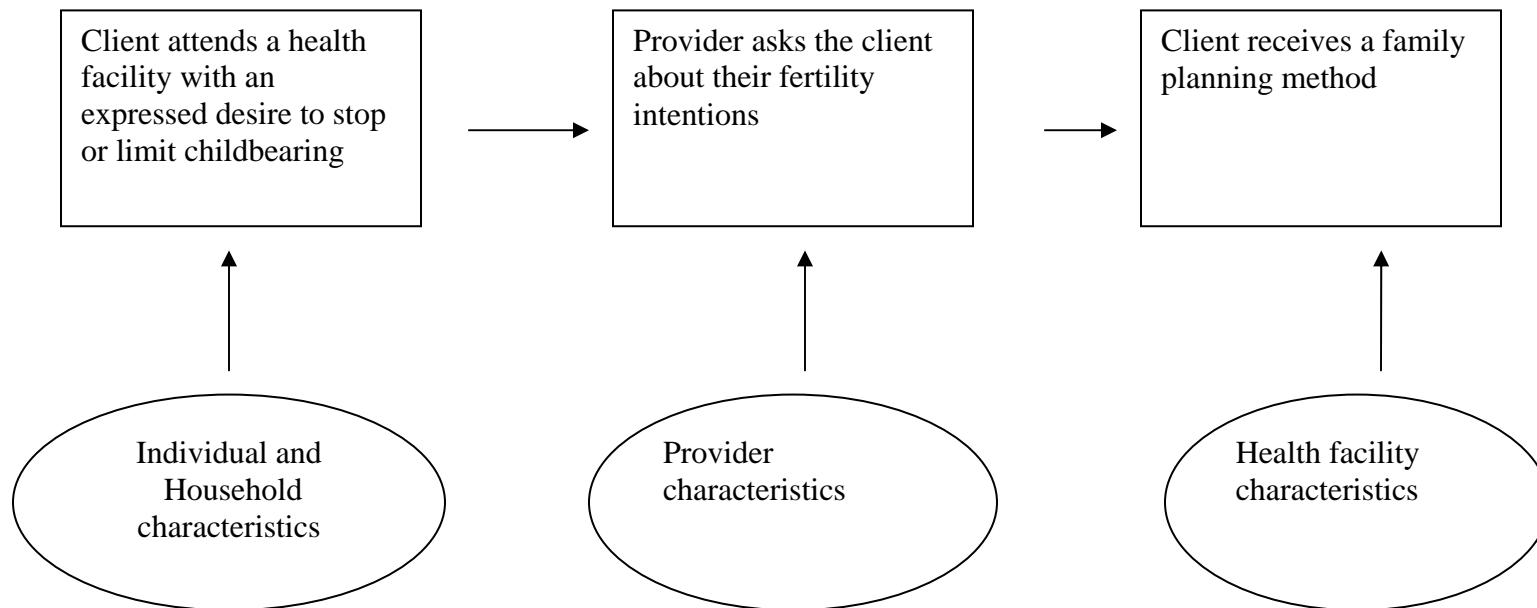 Client attends a health
facility with an
expressed desire to stop
or limit childbearing
Provider asks the client
about their fertility
intentions
Client receives a family
planning method
Individual and
Household
characteristics
Provider
characteristics
Health facility
characteristics